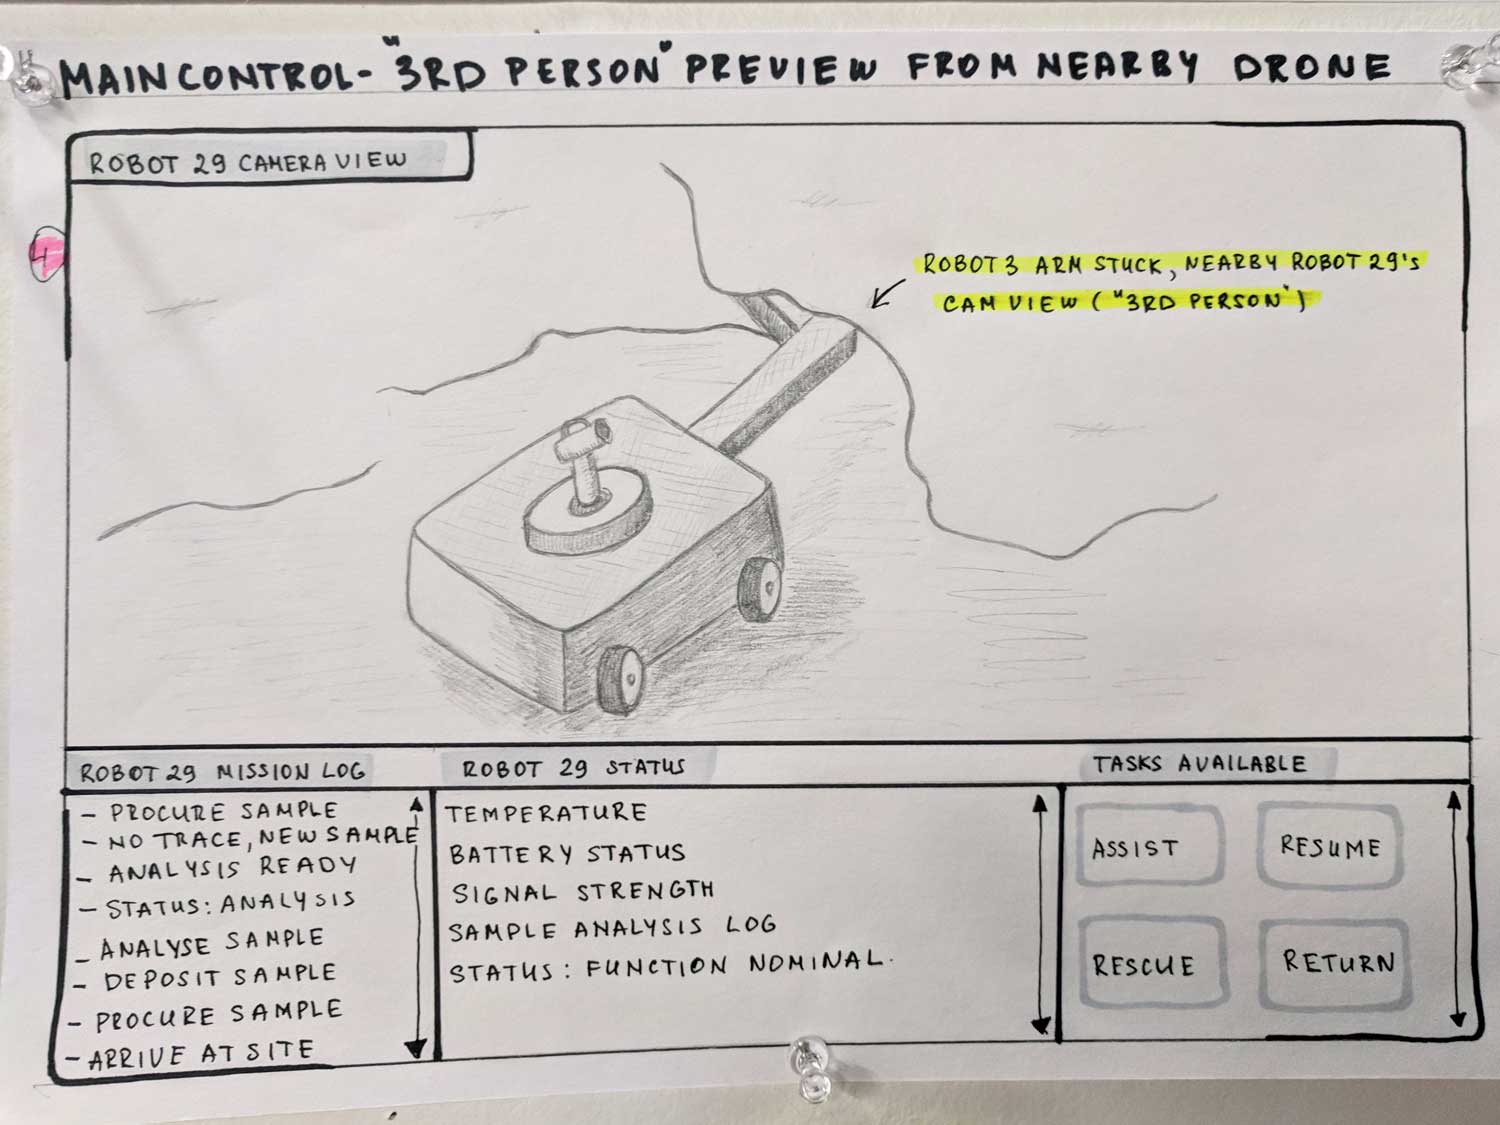 MAIN CONTROL - "3RD PERSON" PREVIEW FROM NEARBY DRONE
ROBOT 29 CAMERA VIEW
4
ROBOT 3 ARM STUCK, NEARBY ROBOT 29's
CAM VIEW ("3RD PERSON")
ROBOT 29 MISSION LOG
- PROCURE SAMPLE
- NO TRACE, NEW SAMPLE
- ANALYSIS READY
- STATUS: ANALYSIS
- ANALYSE SAMPLE
- DEPOSIT SAMPLE
- PROCURE SAMPLE
- ARRIVE AT SITE
ROBOT 29 STATUS
TEMPERATURE
BATTERY STATUS
SIGNAL STRENGTH
SAMPLE ANALYSIS LOG
STATUS: FUNCTION NOMINAL.
TASKS AVAILABLE
ASSIST
RESUME
RESCUE
RETURN